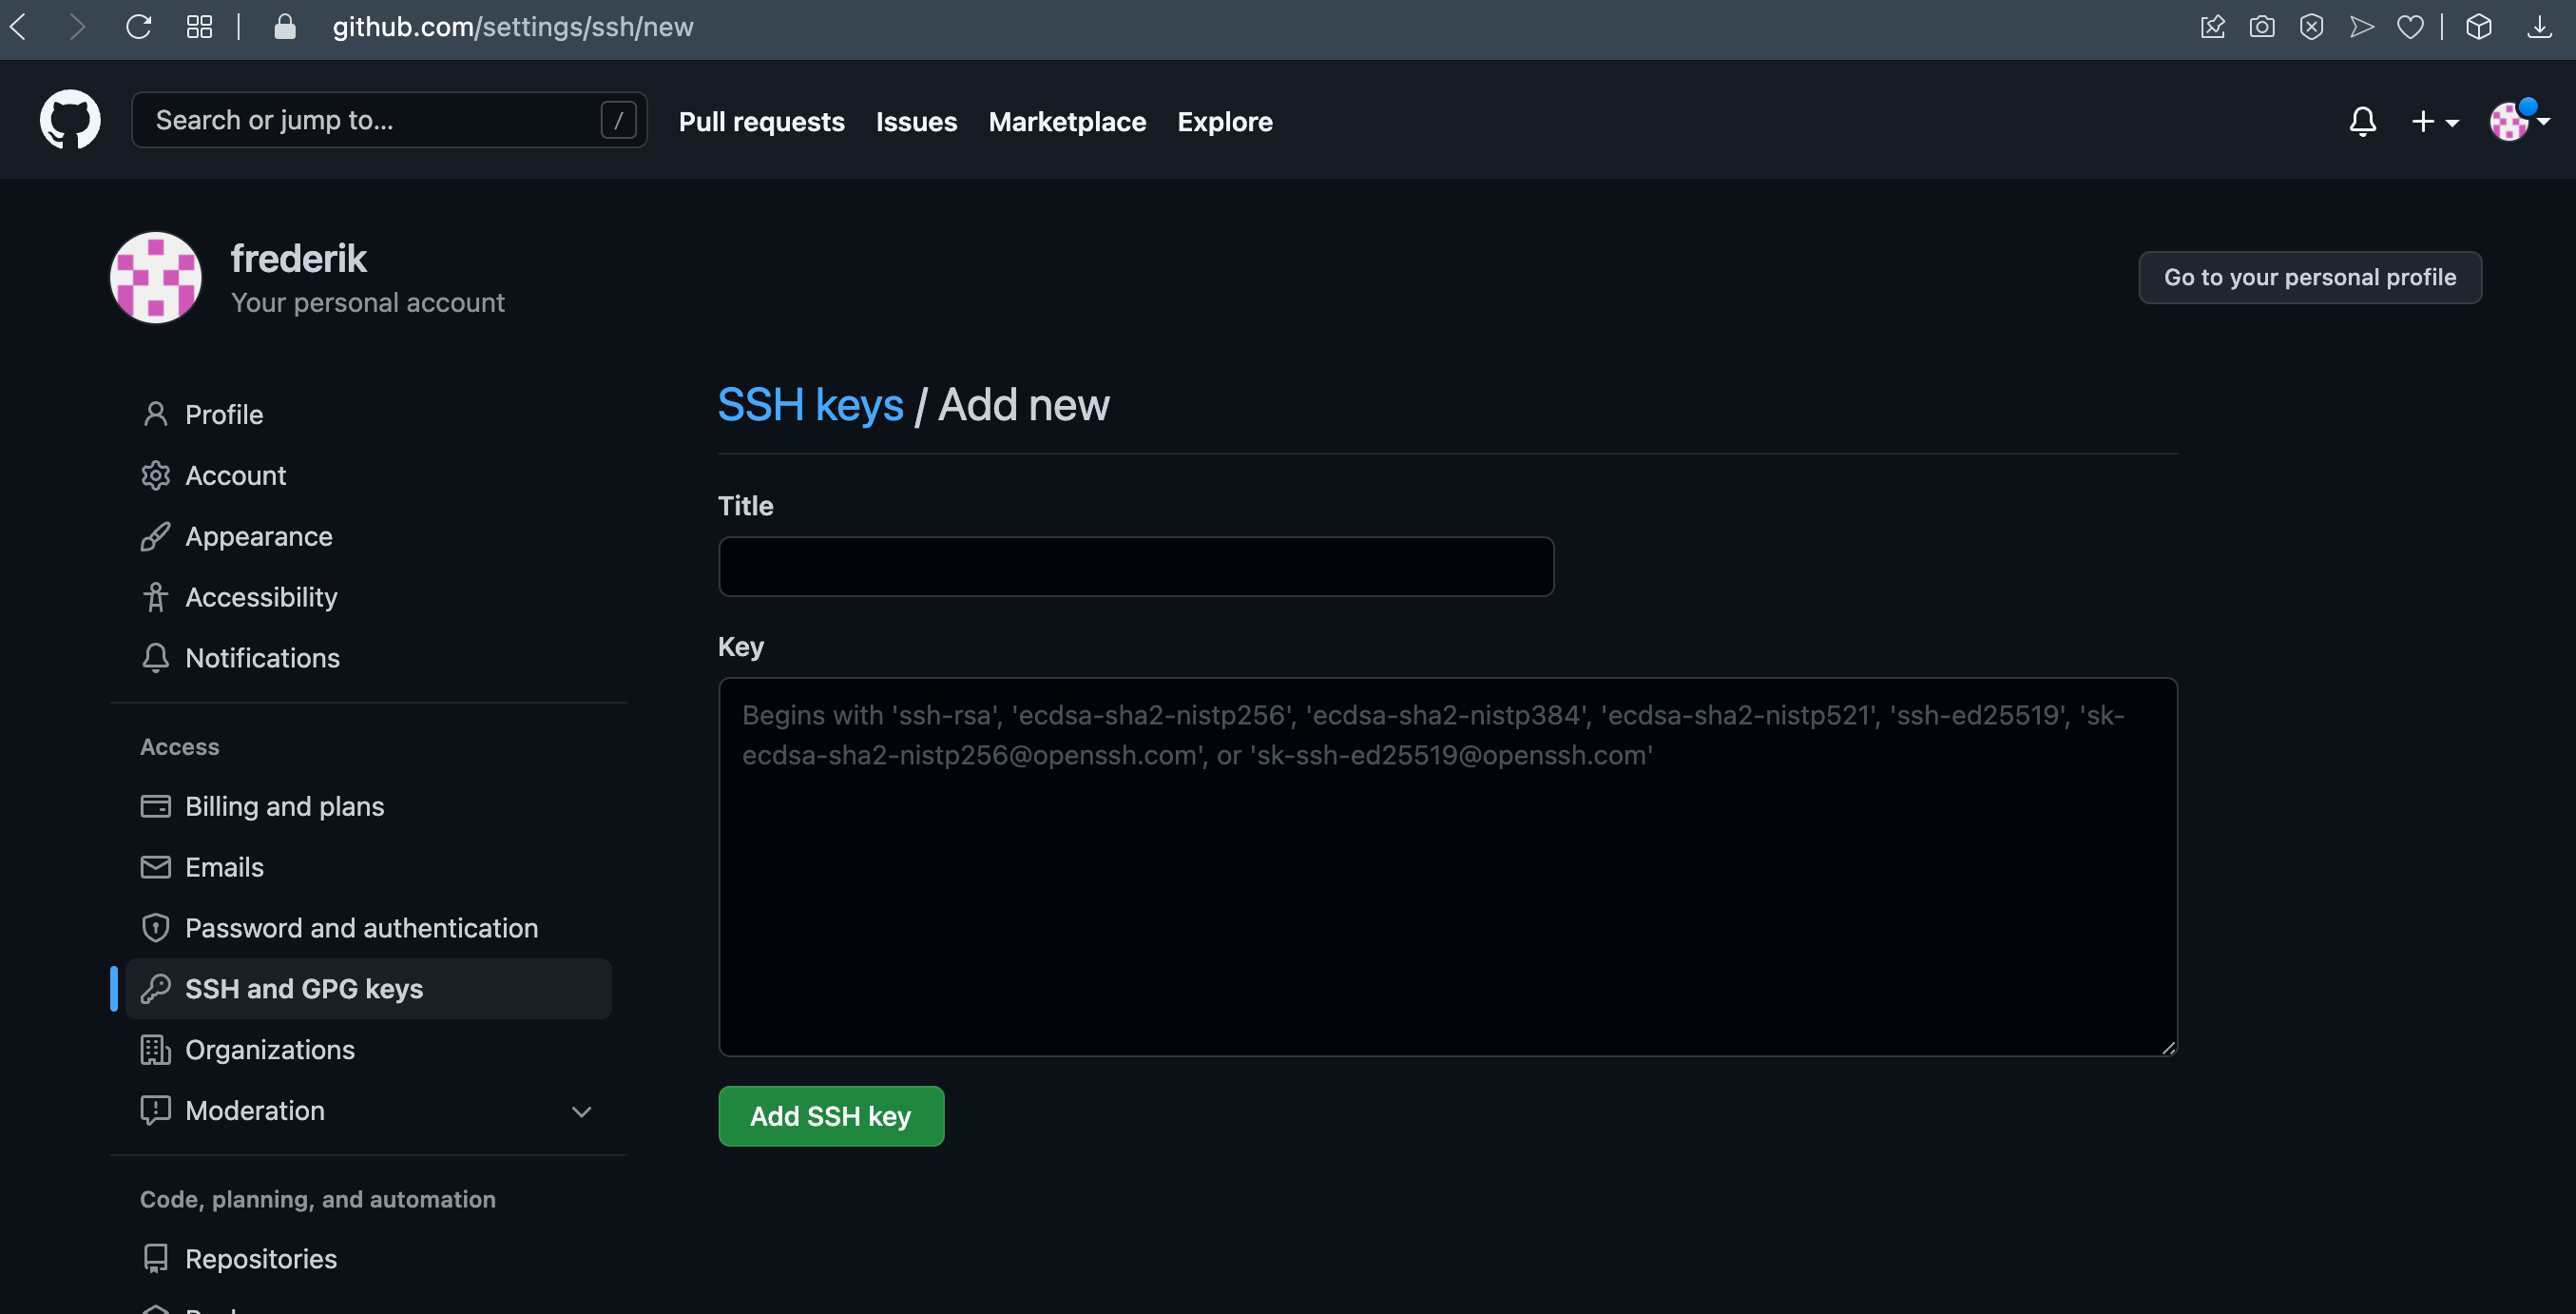 github.com/settings/ssh/new
Search or jump to... /
Pull requests Issues Marketplace Explore
frederik
Your personal account
Go to your personal profile
Profile
Account
Appearance
Accessibility
Notifications
Access
Billing and plans
Emails
Password and authentication
SSH and GPG keys
Organizations
Moderation
Code, planning, and automation
Repositories
SSH keys / Add new
Title
Key
Begins with 'ssh-rsa', 'ecdsa-sha2-nistp256', 'ecdsa-sha2-nistp384', 'ecdsa-sha2-nistp521', 'ssh-ed25519', 'sk-
ecdsa-sha2-nistp256@openssh.com', or 'sk-ssh-ed25519@openssh.com'
Add SSH key